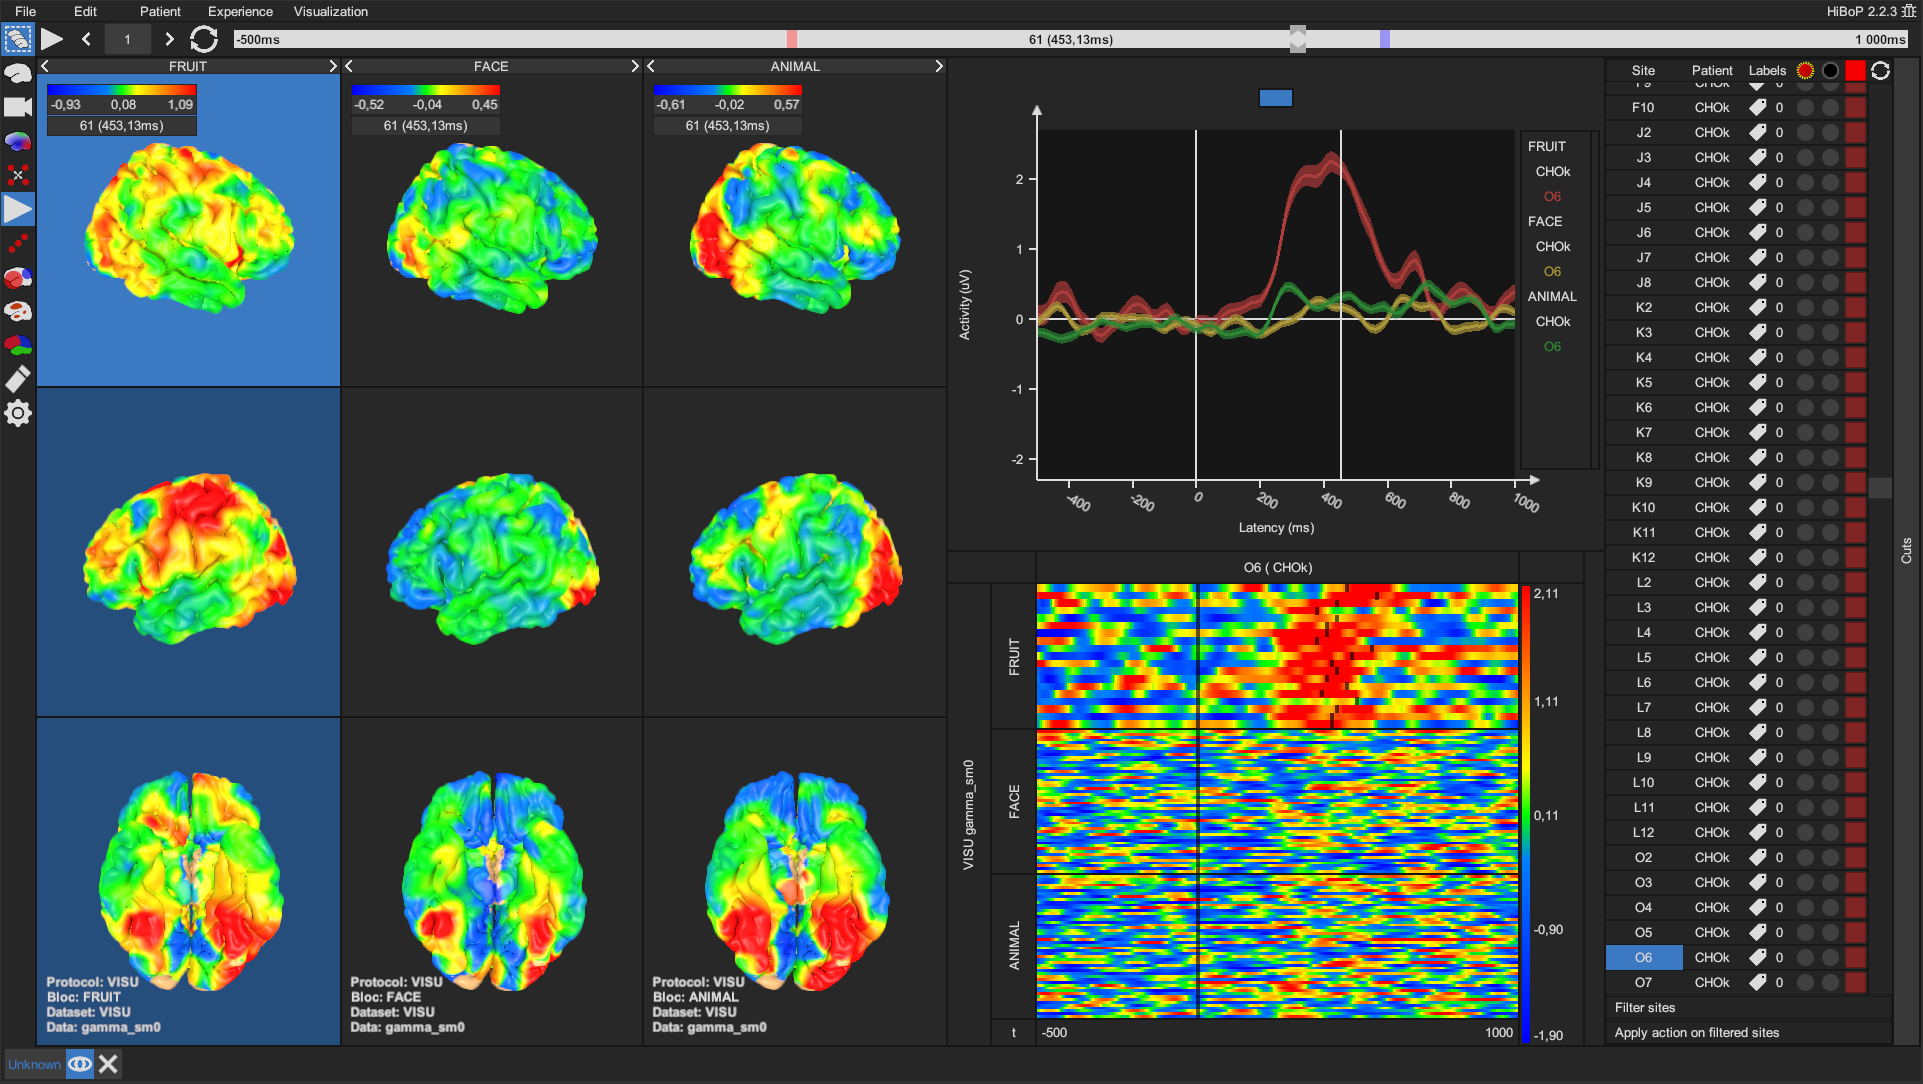 File Edit Patient Experience Visualization HiBoP 2.2.3
1 -500ms 61 (453,13ms) 1 000ms
FRUIT FACE ANIMAL
-0,93 0,08 1,09
61 (453,13ms)
-0,52 -0,04 0,45
61 (453,13ms)
-0,61 -0,02 0,57
61 (453,13ms)
Protocol: VISU
Bloc: FRUIT
Dataset: VISU
Data: gamma_sm0
Protocol: VISU
Bloc: FACE
Dataset: VISU
Data: gamma_sm0
Protocol: VISU
Bloc: ANIMAL
Dataset: VISU
Data: gamma_sm0
Activity (uV)
2
1
0
-1
-2
-400 -200 0 200 400 600 800 1000
Latency (ms)
FRUIT
CHOk
O6
FACE
CHOk
O6
ANIMAL
CHOk
O6
O6 ( CHOk)
VISU gamma_sm0
FRUIT
FACE
ANIMAL
t -500 1000
2,11
1,11
0,11
-0,90
-1,90
Site Patient Labels
F9 CHOk 0
F10 CHOk 0
J2 CHOk 0
J3 CHOk 0
J4 CHOk 0
J5 CHOk 0
J6 CHOk 0
J7 CHOk 0
J8 CHOk 0
K2 CHOk 0
K3 CHOk 0
K4 CHOk 0
K5 CHOk 0
K6 CHOk 0
K7 CHOk 0
K8 CHOk 0
K9 CHOk 0
K10 CHOk 0
K11 CHOk 0
K12 CHOk 0
L2 CHOk 0
L3 CHOk 0
L4 CHOk 0
L5 CHOk 0
L6 CHOk 0
L7 CHOk 0
L8 CHOk 0
L9 CHOk 0
L10 CHOk 0
L11 CHOk 0
L12 CHOk 0
O2 CHOk 0
O3 CHOk 0
O4 CHOk 0
O5 CHOk 0
O6 CHOk 0
O7 CHOk 0
Filter sites
Apply action on filtered sites
Cuts
Unknown